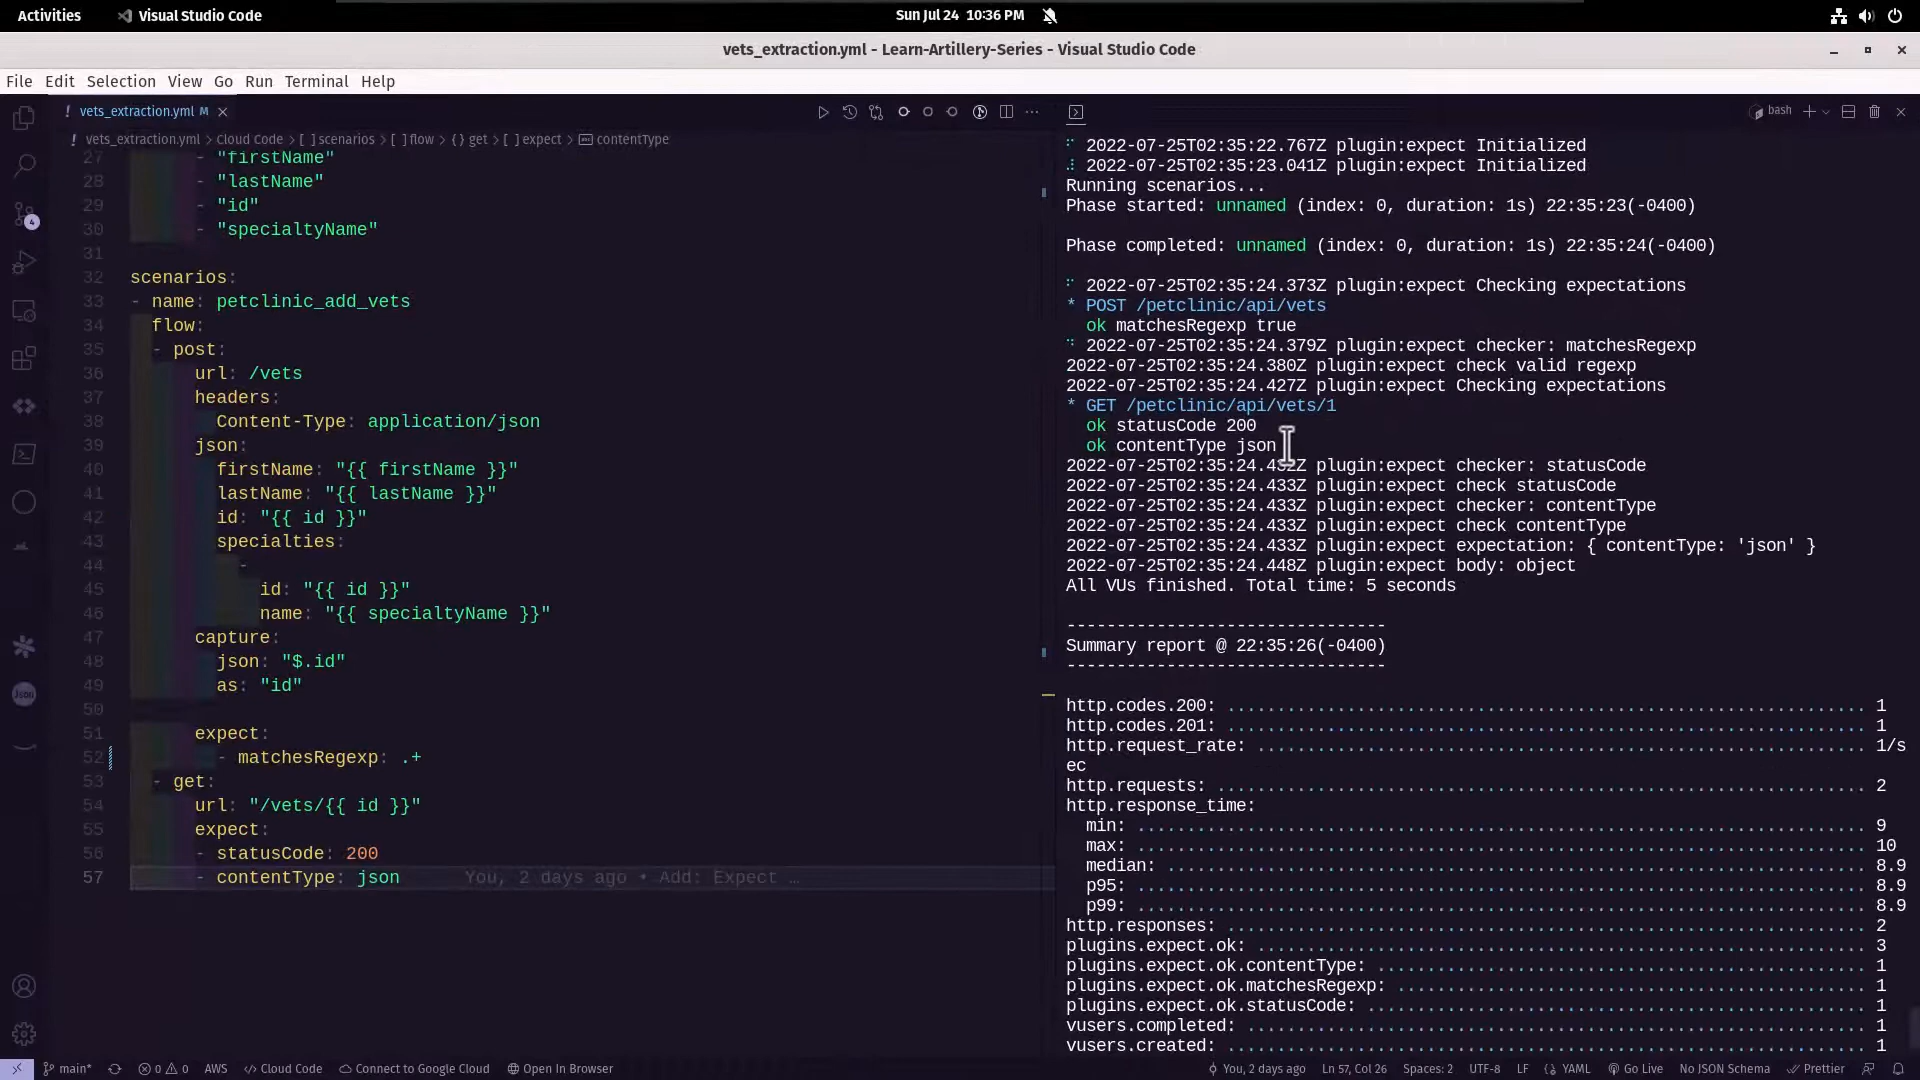 Activities Visual Studio Code Sun Jul 24 10:36 PM
vets_extraction.yml - Learn-Artillery-Series - Visual Studio Code
File Edit Selection View Go Run Terminal Help
! vets_extraction.yml M
bash
! vets_extraction.yml > Cloud Code > [ ] scenarios > [ ] flow > {} get > [ ] expect > contentType
27 - "firstName"
28 - "lastName"
29 - "id"
30 - "specialtyName"
31
32 scenarios:
33 - name: petclinic_add_vets
34 flow:
35 - post:
36 url: /vets
37 headers:
38 Content-Type: application/json
39 json:
40 firstName: "{{ firstName }}"
41 lastName: "{{ lastName }}"
42 id: "{{ id }}"
43 specialties:
44 -
45 id: "{{ id }}"
46 name: "{{ specialtyName }}"
47 capture:
48 json: "$.id"
49 as: "id"
50
51 expect:
52 - matchesRegexp: .+
53 - get:
54 url: "/vets/{{ id }}"
55 expect:
56 - statusCode: 200
57 - contentType: json You, 2 days ago • Add: Expect …
2022-07-25T02:35:22.767Z plugin:expect Initialized
2022-07-25T02:35:23.041Z plugin:expect Initialized
Running scenarios...
Phase started: unnamed (index: 0, duration: 1s) 22:35:23(-0400)
Phase completed: unnamed (index: 0, duration: 1s) 22:35:24(-0400)
2022-07-25T02:35:24.373Z plugin:expect Checking expectations
* POST /petclinic/api/vets
ok matchesRegexp true
2022-07-25T02:35:24.379Z plugin:expect checker: matchesRegexp
2022-07-25T02:35:24.380Z plugin:expect check valid regexp
2022-07-25T02:35:24.427Z plugin:expect Checking expectations
* GET /petclinic/api/vets/1
ok statusCode 200
ok contentType json
plugin:expect checker: statusCode
2022-07-25T02:35:24.433Z plugin:expect check statusCode
2022-07-25T02:35:24.433Z plugin:expect checker: contentType
2022-07-25T02:35:24.433Z plugin:expect check contentType
2022-07-25T02:35:24.433Z plugin:expect expectation: { contentType: 'json' }
2022-07-25T02:35:24.448Z plugin:expect body: object
All VUs finished. Total time: 5 seconds
--------------------------------
Summary report @ 22:35:26(-0400)
--------------------------------
http.codes.200: ................................................................ 1
http.codes.201: ................................................................ 1
http.request_rate: ............................................................. 1/s
ec
http.requests: .................................................................. 2
http.response_time:
min: ......................................................................... 9
max: ......................................................................... 10
median: ...................................................................... 8.9
p95: ......................................................................... 8.9
p99: ......................................................................... 8.9
http.responses: ................................................................ 2
plugins.expect.ok: ............................................................. 3
plugins.expect.ok.contentType: ................................................. 1
plugins.expect.ok.matchesRegexp: ............................................... 1
plugins.expect.ok.statusCode: .................................................. 1
vusers.completed: .............................................................. 1
vusers.created: ................................................................ 1
main* 0 0 AWS Cloud Code Connect to Google Cloud Open In Browser You, 2 days ago Ln 57, Col 26 Spaces: 2 UTF-8 LF YAML Go Live No JSON Schema Prettier